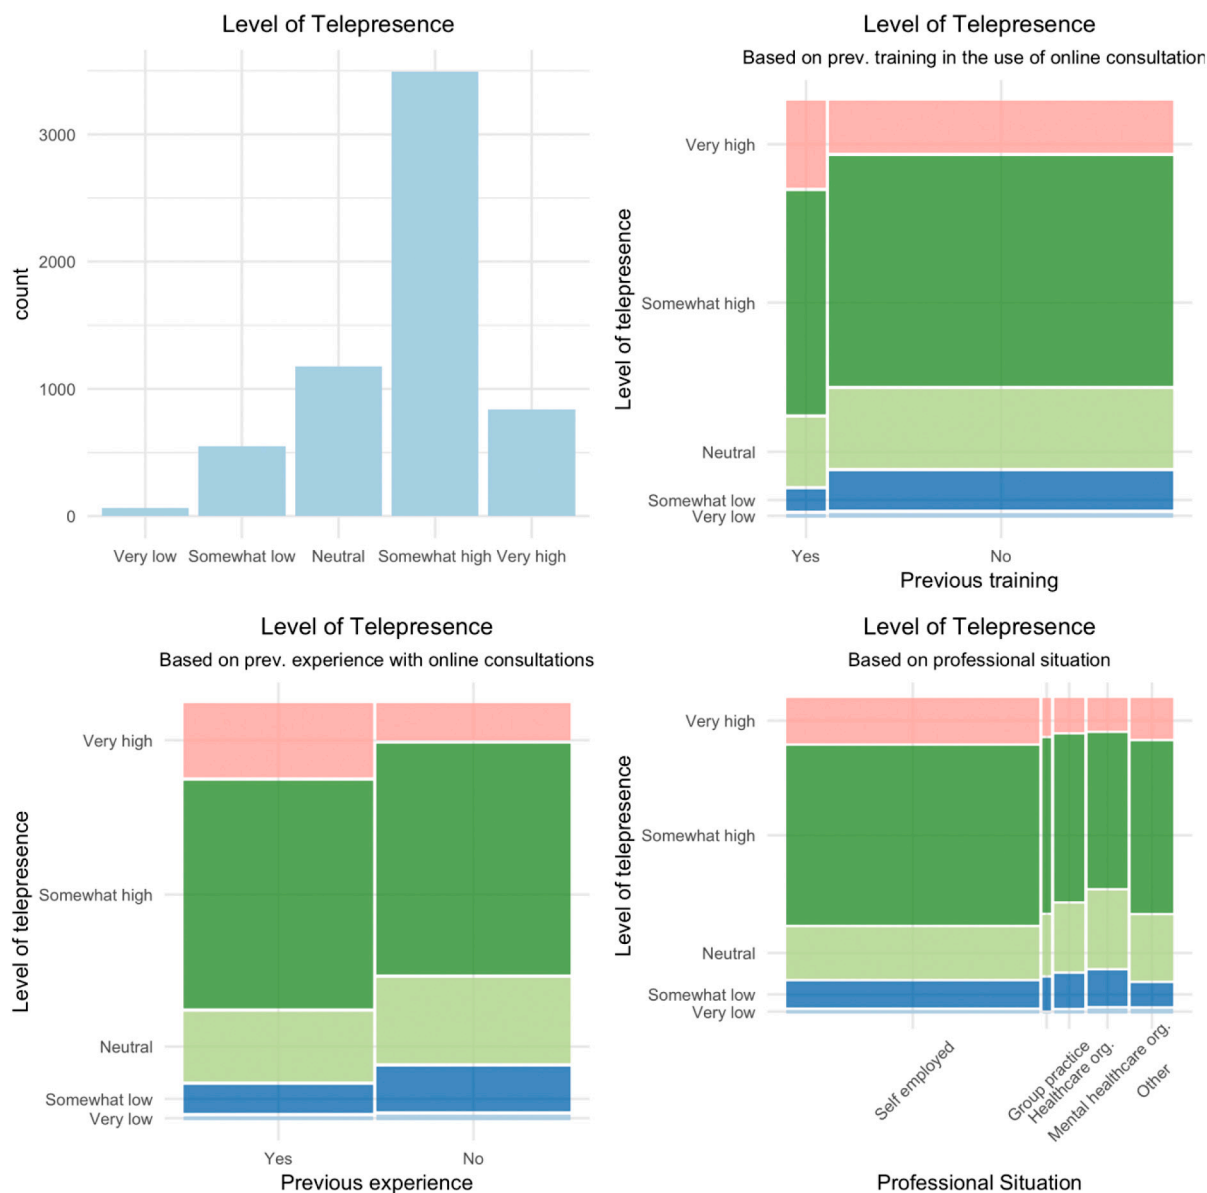 Level of Telepresence
count
3000
2000
1000
0
Very low Somewhat low Neutral Somewhat high Very high
Level of Telepresence
Based on prev. training in the use of online consultation
Level of telepresence
Very high
Somewhat high
Neutral
Somewhat low
Very low
Yes No
Previous training
Level of Telepresence
Based on prev. experience with online consultations
Level of telepresence
Very high
Somewhat high
Neutral
Somewhat low
Very low
Yes No
Previous experience
Level of Telepresence
Based on professional situation
Level of telepresence
Very high
Somewhat high
Neutral
Somewhat low
Very low
Self employed
Group practice
Healthcare org.
Mental healthcare org.
Other
Professional Situation